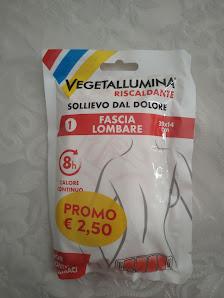 VEGETALLUMINA®
RISCALDANTE
SOLLIEVO DAL DOLORE
1
FASCIA
LOMBARE
8h
CALORE
CONTINUO
PROMO
€ 2,50